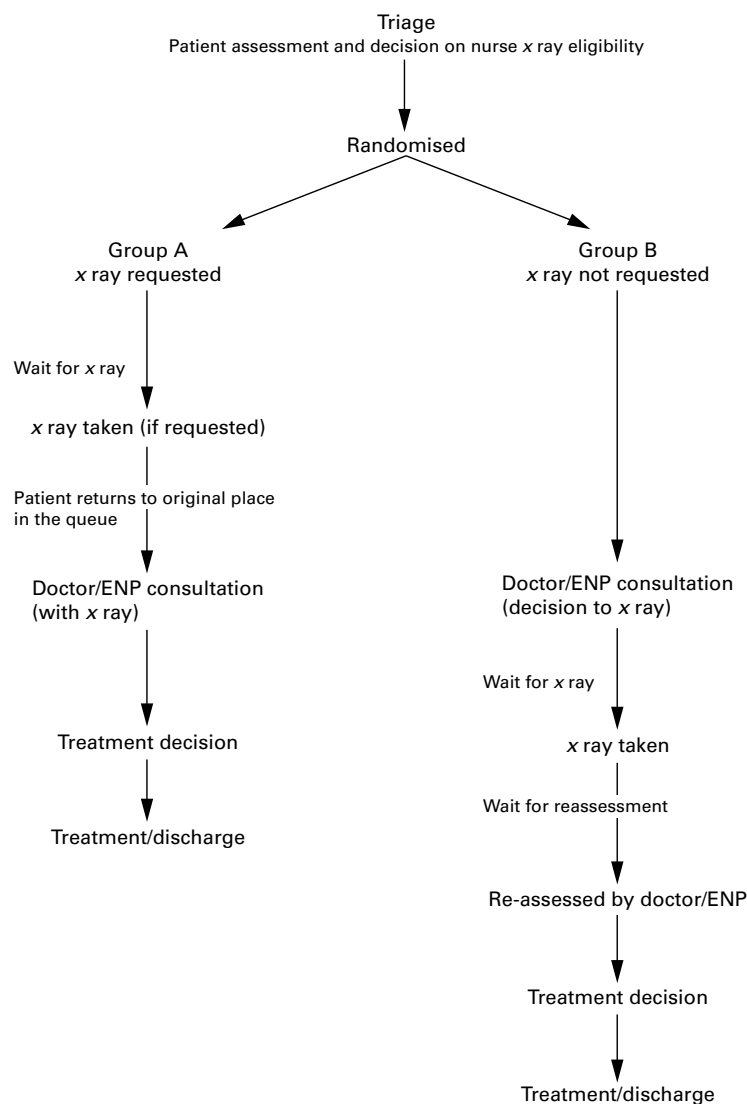 Triage
Patient assessment and decision on nurse x ray eligibility
Randomised
Group A
x ray requested
Wait for x ray
x ray taken (if requested)
Patient returns to original place
in the queue
Doctor/ENP consultation
(with x ray)
Treatment decision
Treatment/discharge
Group B
x ray not requested
Doctor/ENP consultation
(decision to x ray)
Wait for x ray
x ray taken
Wait for reassessment
Re-assessed by doctor/ENP
Treatment decision
Treatment/discharge